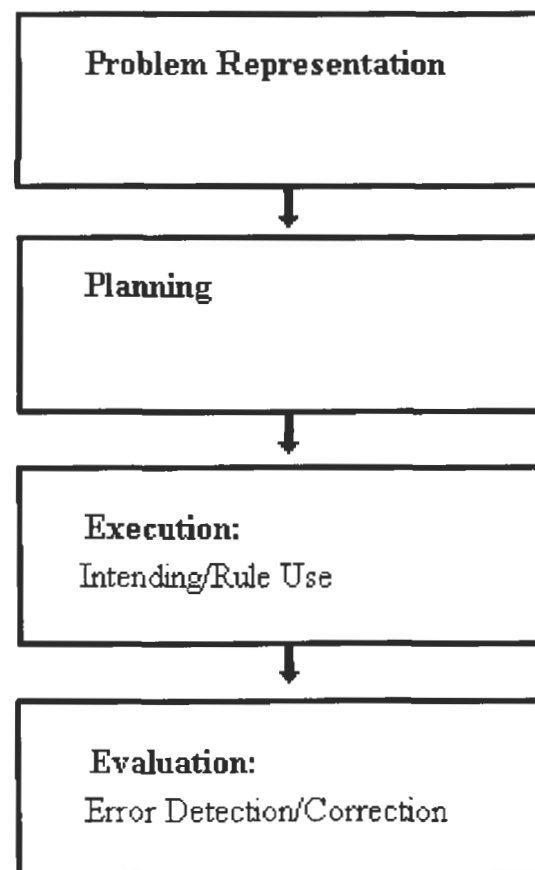 Problem Representation
Planning
Execution:
Intending/Rule Use
Evaluation:
Error Detection/Correction